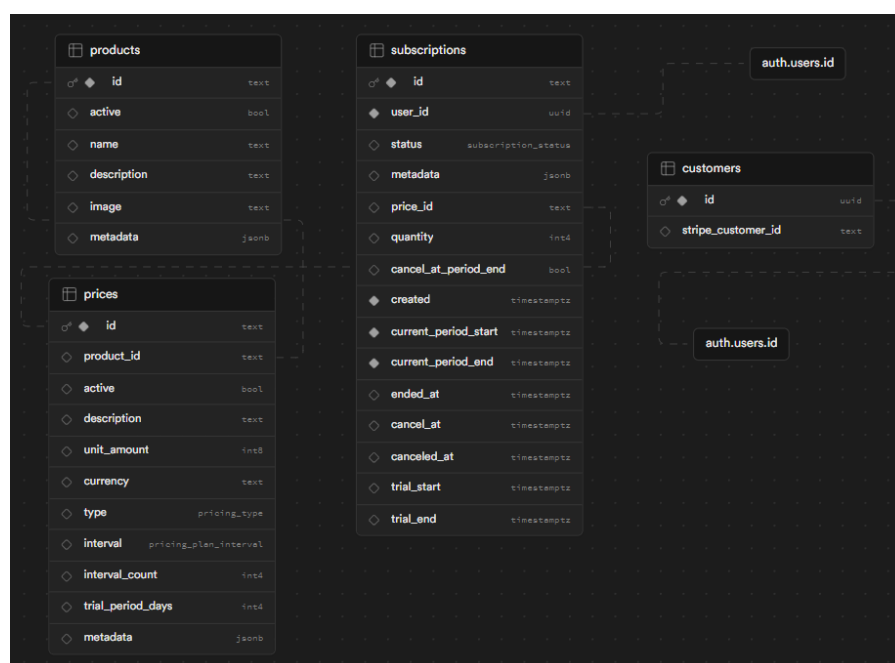 products
id text
active bool
name text
description text
image text
metadata jsonb
prices
id text
product_id text
active bool
description text
unit_amount int8
currency text
type pricing_type
interval pricing_plan_interval
interval_count int4
trial_period_days int4
metadata jsonb
subscriptions
id text
user_id uuid
status subscription_status
metadata jsonb
price_id text
quantity int4
cancel_at_period_end bool
created timestamptz
current_period_start timestamptz
current_period_end timestamptz
ended_at timestamptz
cancel_at timestamptz
canceled_at timestamptz
trial_start timestamptz
trial_end timestamptz
auth.users.id
customers
id uuid
stripe_customer_id text
auth.users.id